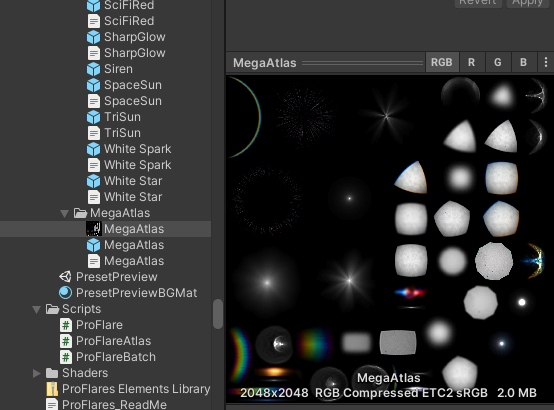 SciFiRed
SciFiRed
SharpGlow
SharpGlow
Siren
SpaceSun
SpaceSun
TriSun
TriSun
White Spark
White Spark
White Star
White Star
MegaAtlas
MegaAtlas
MegaAtlas
MegaAtlas
PresetPreview
PresetPreviewBGMat
Scripts
ProFlare
ProFlareAtlas
ProFlareBatch
Shaders
ProFlares Elements Library
ProFlares_ReadMe
Revert Apply
MegaAtlas RGB R G B
MegaAtlas
2048x2048 RGB Compressed ETC2 sRGB 2.0 MB